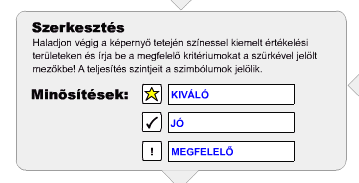 Szerkesztés
Haladjon végig a képernyő tetején színessel kiemelt értékelési
területeken és írja be a megfelelő kritériumokat a szürkével jelölt
mezőkbe! A teljesítés szintjeit a szimbólumok jelölik.
Minősítések:
KIVÁLÓ
JÓ
!
MEGFELELŐ